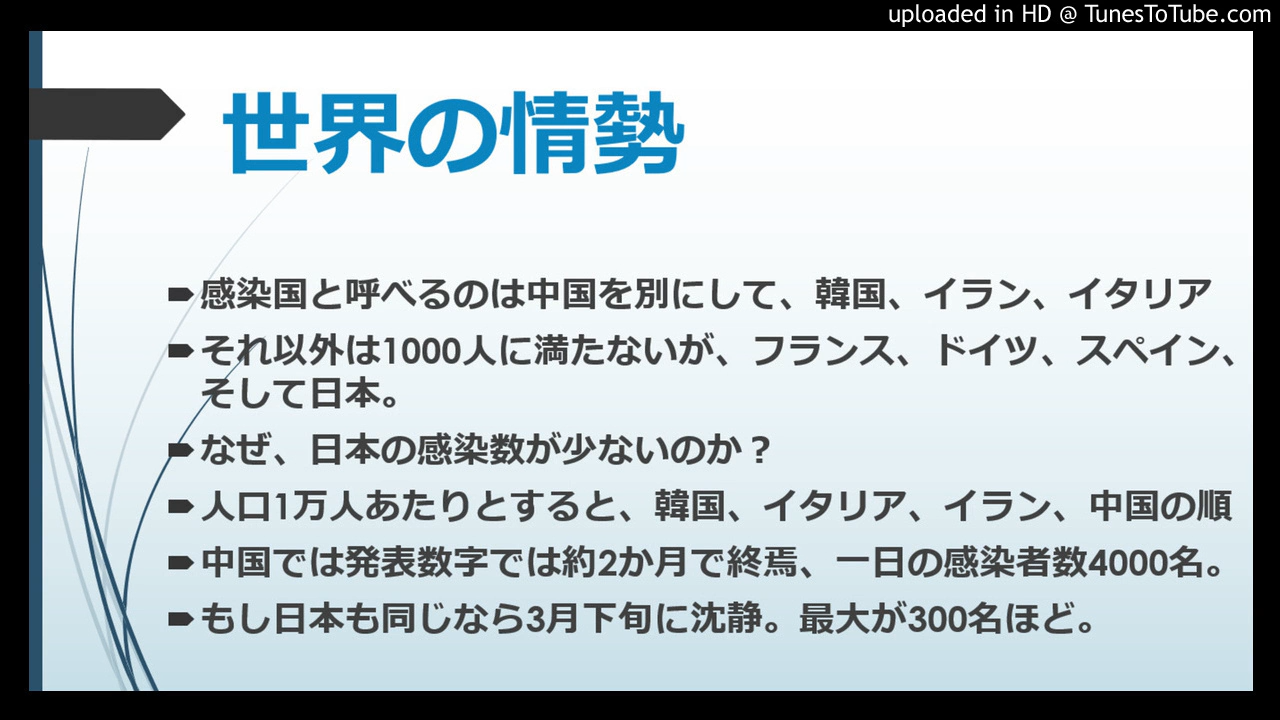 uploaded in HD @ TunesToTube.com
世界の情勢
感染国と呼べるのは中国を別にして、韓国、イラン、イタリア
それ以外は1000人に満たないが、フランス、ドイツ、スペイン、
そして日本。
なぜ、日本の感染数が少ないのか？
人口1万人あたりとすると、韓国、イタリア、イラン、中国の順
中国では発表数字では約2か月で終焉、一日の感染者数4000名。
もし日本も同じなら3月下旬に沈静。最大が300名ほど。